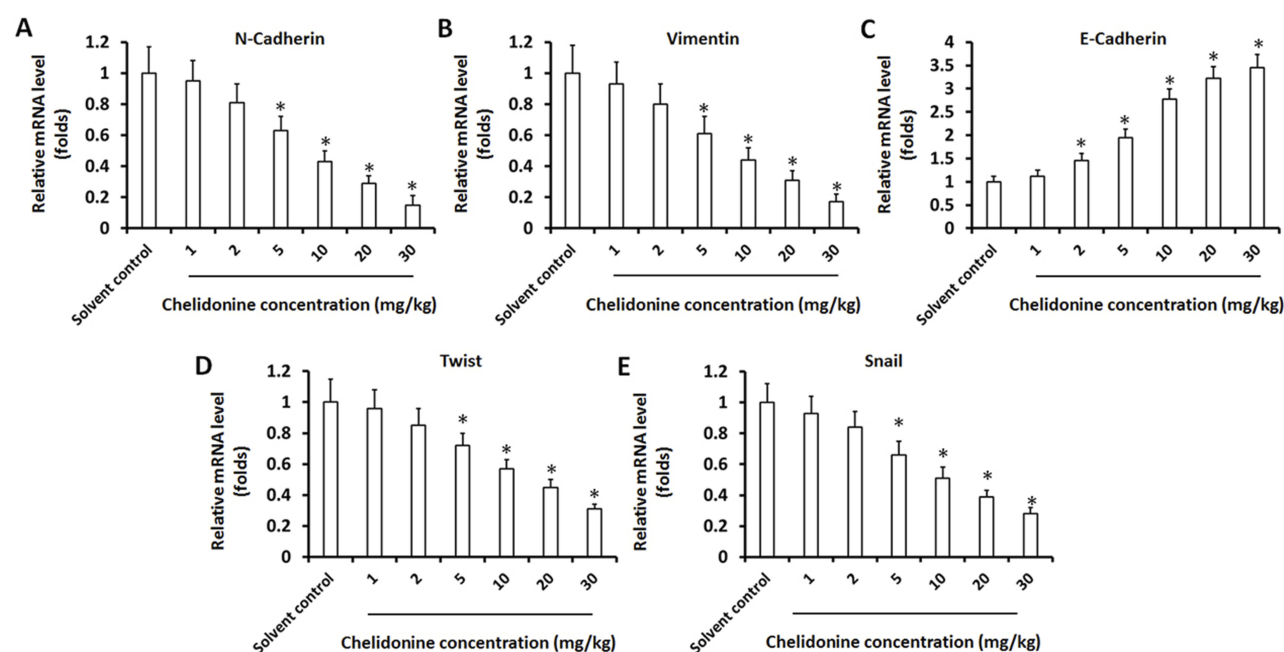 A
N-Cadherin
Relative mRNA level
(folds)
1.2
1
0.8
0.6
0.4
0.2
0
*
*
*
*
Solvent control
1
2
5
10
20
30
Chelidonine concentration (mg/kg)
B
Vimentin
Relative mRNA level
(folds)
1.2
1
0.8
0.6
0.4
0.2
0
*
*
*
*
Solvent control
1
2
5
10
20
30
Chelidonine concentration (mg/kg)
C
E-Cadherin
Relative mRNA level
(folds)
4
3.5
3
2.5
2
1.5
1
0.5
0
*
*
*
*
*
Solvent control
1
2
5
10
20
30
Chelidonine concentration (mg/kg)
D
Twist
Relative mRNA level
(folds)
1.2
1
0.8
0.6
0.4
0.2
0
*
*
*
*
Solvent control
1
2
5
10
20
30
Chelidonine concentration (mg/kg)
E
Snail
Relative mRNA level
(folds)
1.2
1
0.8
0.6
0.4
0.2
0
*
*
*
*
Solvent control
1
2
5
10
20
30
Chelidonine concentration (mg/kg)